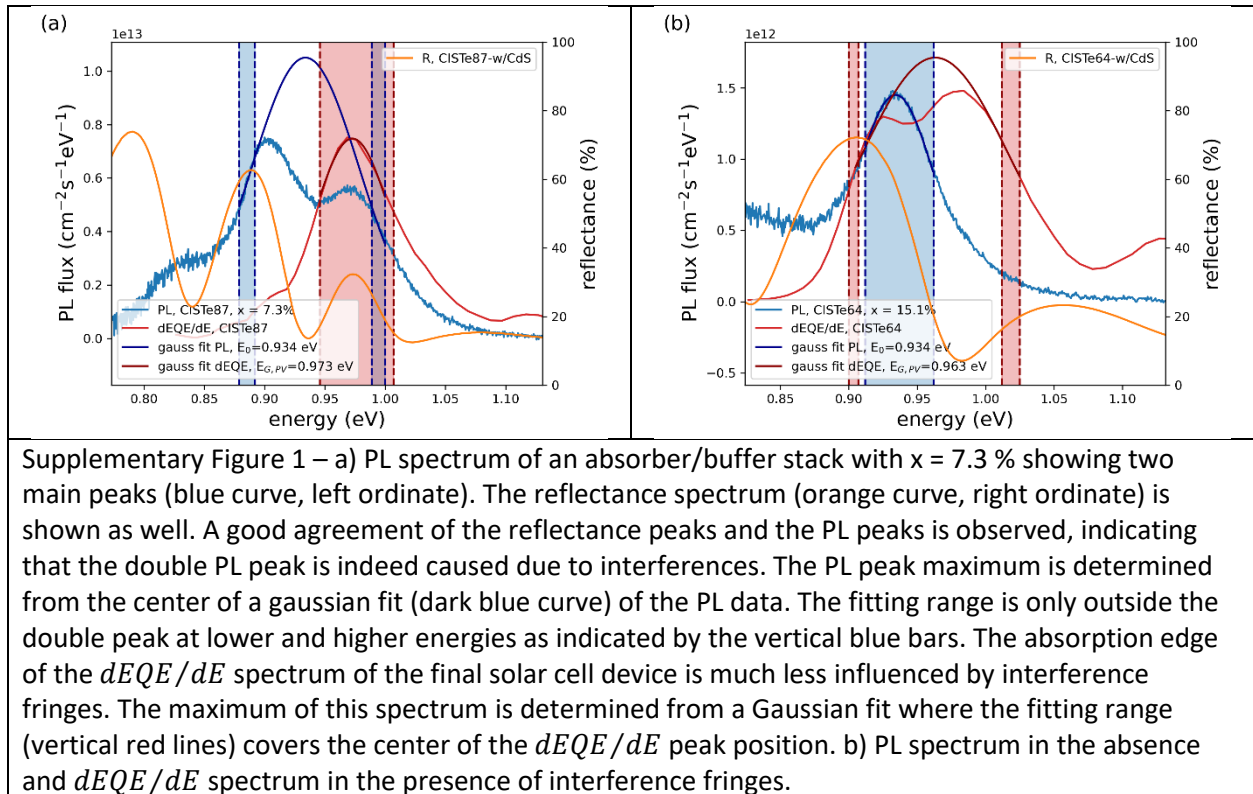 (a)
1e13
R, CISTe87-w/CdS
PL flux (cm⁻²s⁻¹eV⁻¹)
1.0
0.8
0.6
0.4
0.3
0.0
100
80
60
40
20
0
reflectance (%)
PL, CISTe87, x = 7.3%
dEQE/dE, CISTe87
gauss fit PL, E₀=0.934 eV
gauss fit dEQE, E_G,PV=0.973 eV
0.80 0.85 0.90 0.95 1.00 1.05 1.10
energy (eV)
(b)
1e12
R, CISTe64-w/CdS
PL flux (cm⁻²s⁻¹eV⁻¹)
1.5
1.0
0.5
0.0
−0.5
100
80
60
40
20
0
reflectance (%)
PL, CISTe64, x = 15.1%
dEQE/dE, CISTe64
gauss fit PL, E₀=0.934 eV
gauss fit dEQE, E_G,PV=0.963 eV
0.85 0.90 0.95 1.00 1.05 1.10
energy (eV)
Supplementary Figure 1 – a) PL spectrum of an absorber/buffer stack with x = 7.3 % showing two
main peaks (blue curve, left ordinate). The reflectance spectrum (orange curve, right ordinate) is
shown as well. A good agreement of the reflectance peaks and the PL peaks is observed, indicating
that the double PL peak is indeed caused due to interferences. The PL peak maximum is determined
from the center of a gaussian fit (dark blue curve) of the PL data. The fitting range is only outside the
double peak at lower and higher energies as indicated by the vertical blue bars. The absorption edge
of the dEQE/dE spectrum of the final solar cell device is much less influenced by interference
fringes. The maximum of this spectrum is determined from a Gaussian fit where the fitting range
(vertical red lines) covers the center of the dEQE/dE peak position. b) PL spectrum in the absence
and dEQE/dE spectrum in the presence of interference fringes.